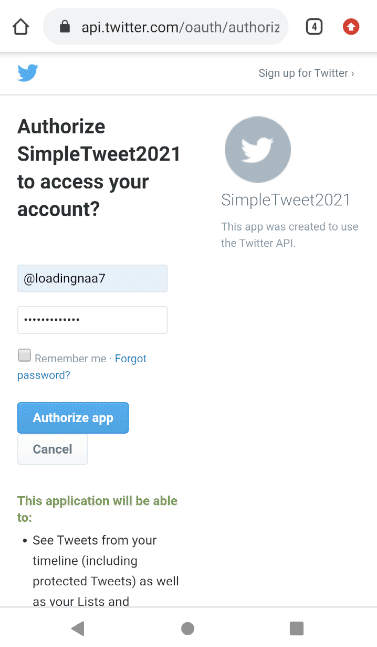 api.twitter.com/oauth/authoriz
4
Sign up for Twitter ›
Authorize
SimpleTweet2021
to access your
account?
SimpleTweet2021
This app was created to use
the Twitter API.
@loadingnaa7
•••••••••••••
Remember me · Forgot
password?
Authorize app
Cancel
This application will be able
to:
• See Tweets from your
timeline (including
protected Tweets) as well
as your Lists and